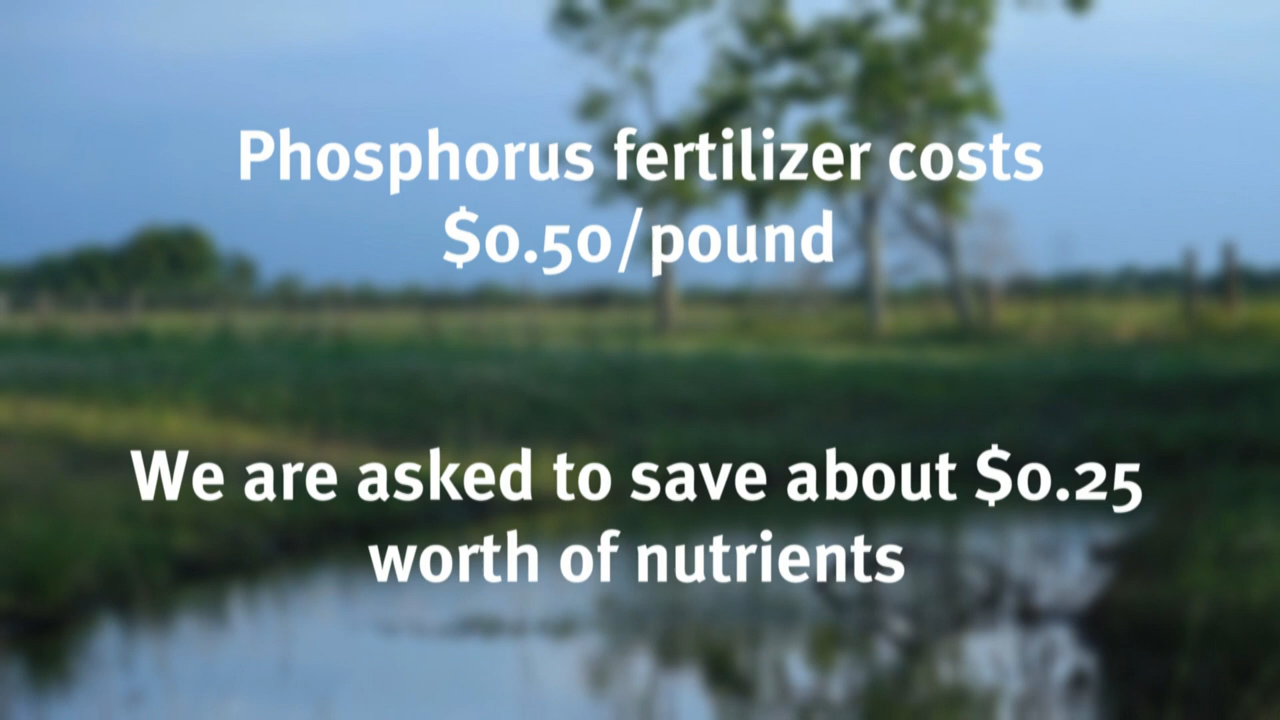 Phosphorus fertilizer costs
$0.50/pound
We are asked to save about $0.25
worth of nutrients